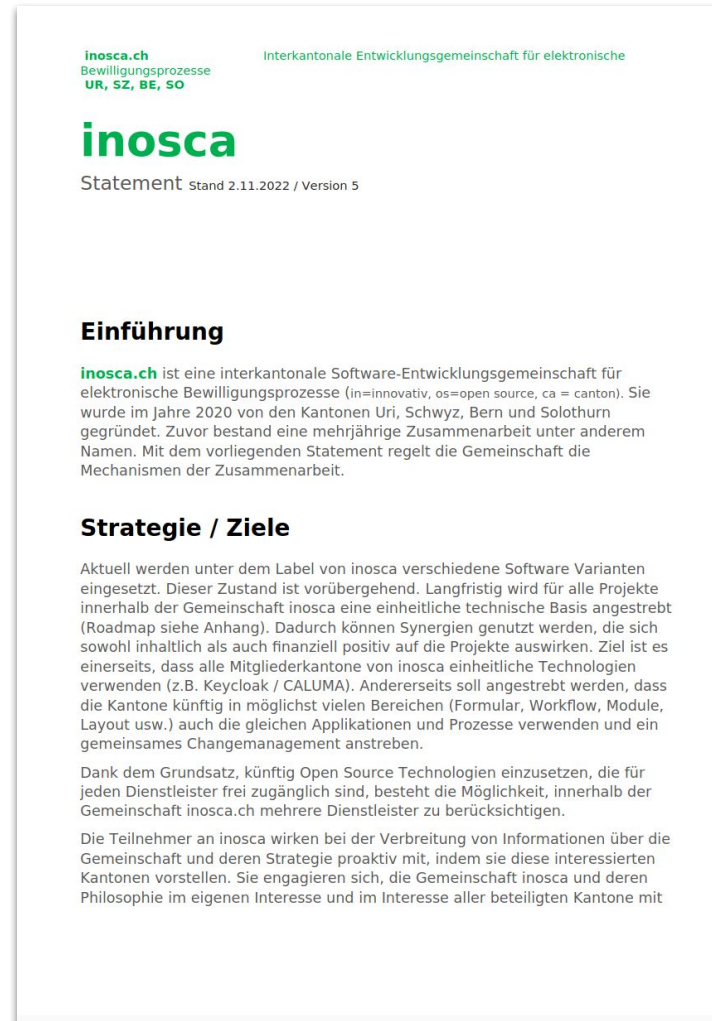 inosca.ch Interkantonale Entwicklungsgemeinschaft für elektronische
Bewilligungsprozesse
UR, SZ, BE, SO
inosca
Statement Stand 2.11.2022 / Version 5
Einführung
inosca.ch ist eine interkantonale Software-Entwicklungsgemeinschaft für
elektronische Bewilligungsprozesse (in=innovativ, os=open source, ca = canton). Sie
wurde im Jahre 2020 von den Kantonen Uri, Schwyz, Bern und Solothurn
gegründet. Zuvor bestand eine mehrjährige Zusammenarbeit unter anderem
Namen. Mit dem vorliegenden Statement regelt die Gemeinschaft die
Mechanismen der Zusammenarbeit.
Strategie / Ziele
Aktuell werden unter dem Label von inosca verschiedene Software Varianten
eingesetzt. Dieser Zustand ist vorübergehend. Langfristig wird für alle Projekte
innerhalb der Gemeinschaft inosca eine einheitliche technische Basis angestrebt
(Roadmap siehe Anhang). Dadurch können Synergien genutzt werden, die sich
sowohl inhaltlich als auch finanziell positiv auf die Projekte auswirken. Ziel ist es
einerseits, dass alle Mitgliederkantone von inosca einheitliche Technologien
verwenden (z.B. Keycloak / CALUMA). Andererseits soll angestrebt werden, dass
die Kantone künftig in möglichst vielen Bereichen (Formular, Workflow, Module,
Layout usw.) auch die gleichen Applikationen und Prozesse verwenden und ein
gemeinsames Changemanagement anstreben.
Dank dem Grundsatz, künftig Open Source Technologien einzusetzen, die für
jeden Dienstleister frei zugänglich sind, besteht die Möglichkeit, innerhalb der
Gemeinschaft inosca.ch mehrere Dienstleister zu berücksichtigen.
Die Teilnehmer an inosca wirken bei der Verbreitung von Informationen über die
Gemeinschaft und deren Strategie proaktiv mit, indem sie diese interessierten
Kantonen vorstellen. Sie engagieren sich, die Gemeinschaft inosca und deren
Philosophie im eigenen Interesse und im Interesse aller beteiligten Kantone mit